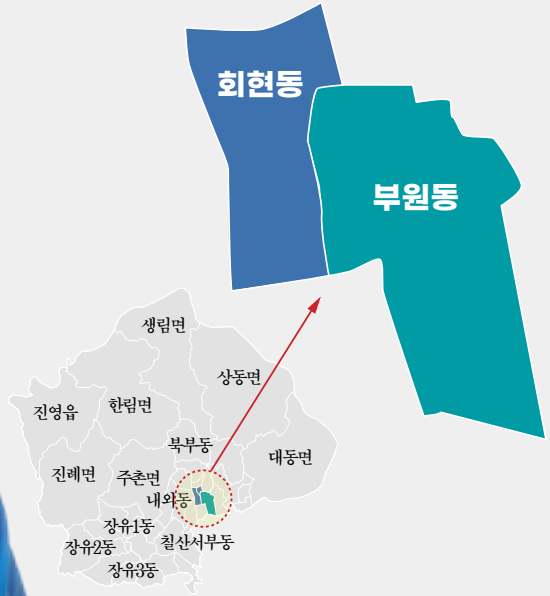 회현동
부원동
생림면
상동면
진영읍
한림면
북부동
대동면
진례면
주촌면
내외동
장유1동
칠산서부동
장유2동
장유3동